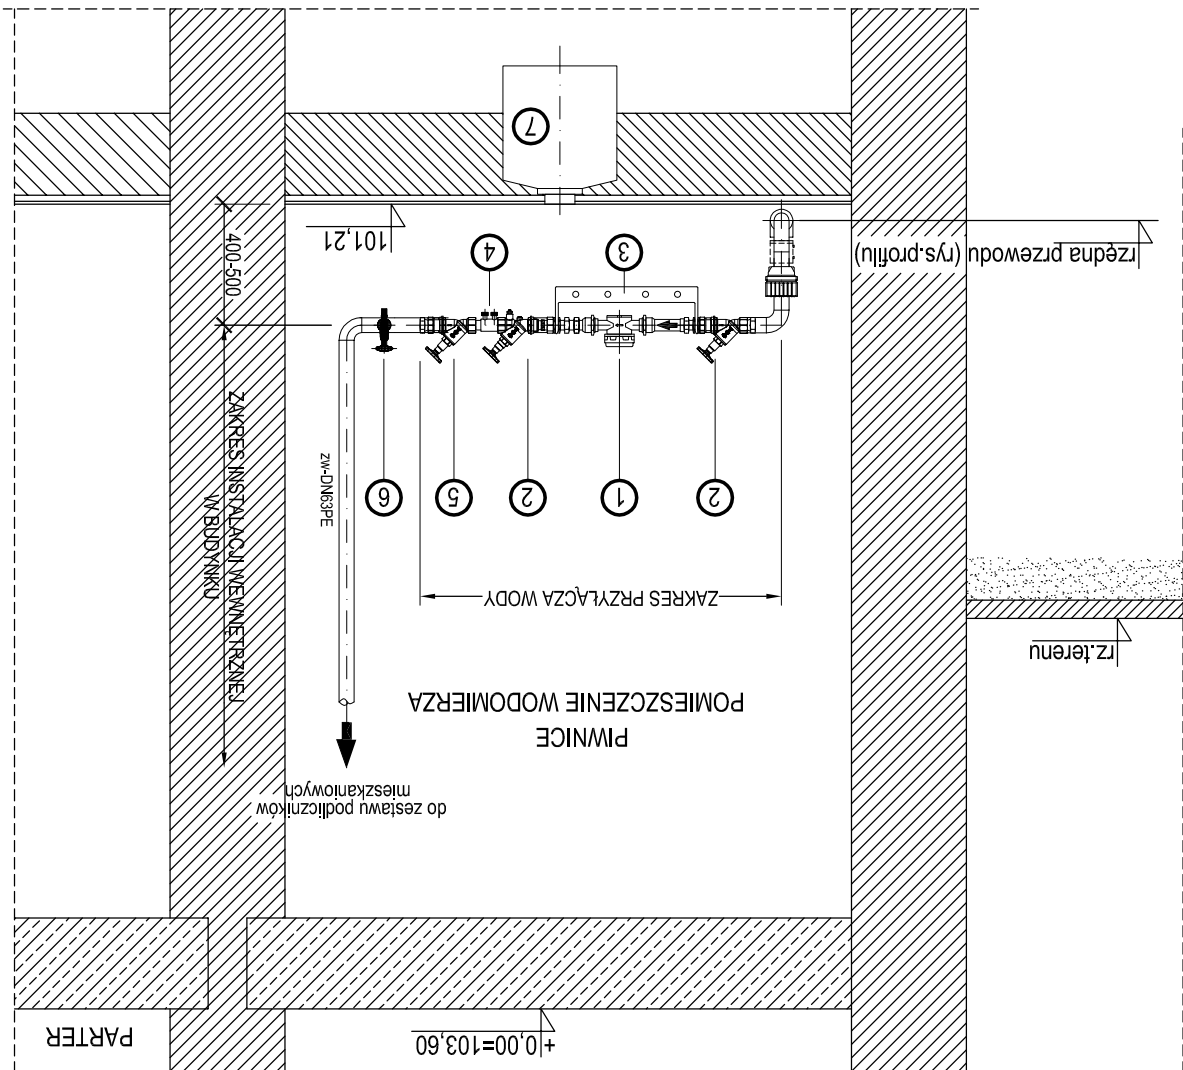 +0,00=103,60
PARTER
do zestawu podliczników
mieszkaniowych
PIWNICE
POMIESZCZENIE WODOMIERZA
rz.terenu
ZAKRES PRZYŁĄCZA WODY
2
1
2
5
6
zw-DN63PE
ZAKRES INSTALACJI WEWNĘTRZNEJ
W BUDYNKU
3
4
rzędna przewodu (rys.profilu)
101,21
400-500
7